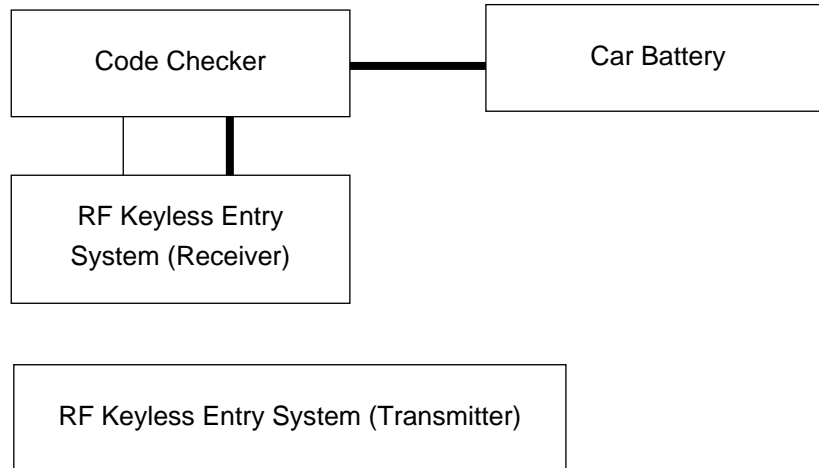 Code Checker
Car Battery
RF Keyless Entry
System (Receiver)
RF Keyless Entry System (Transmitter)